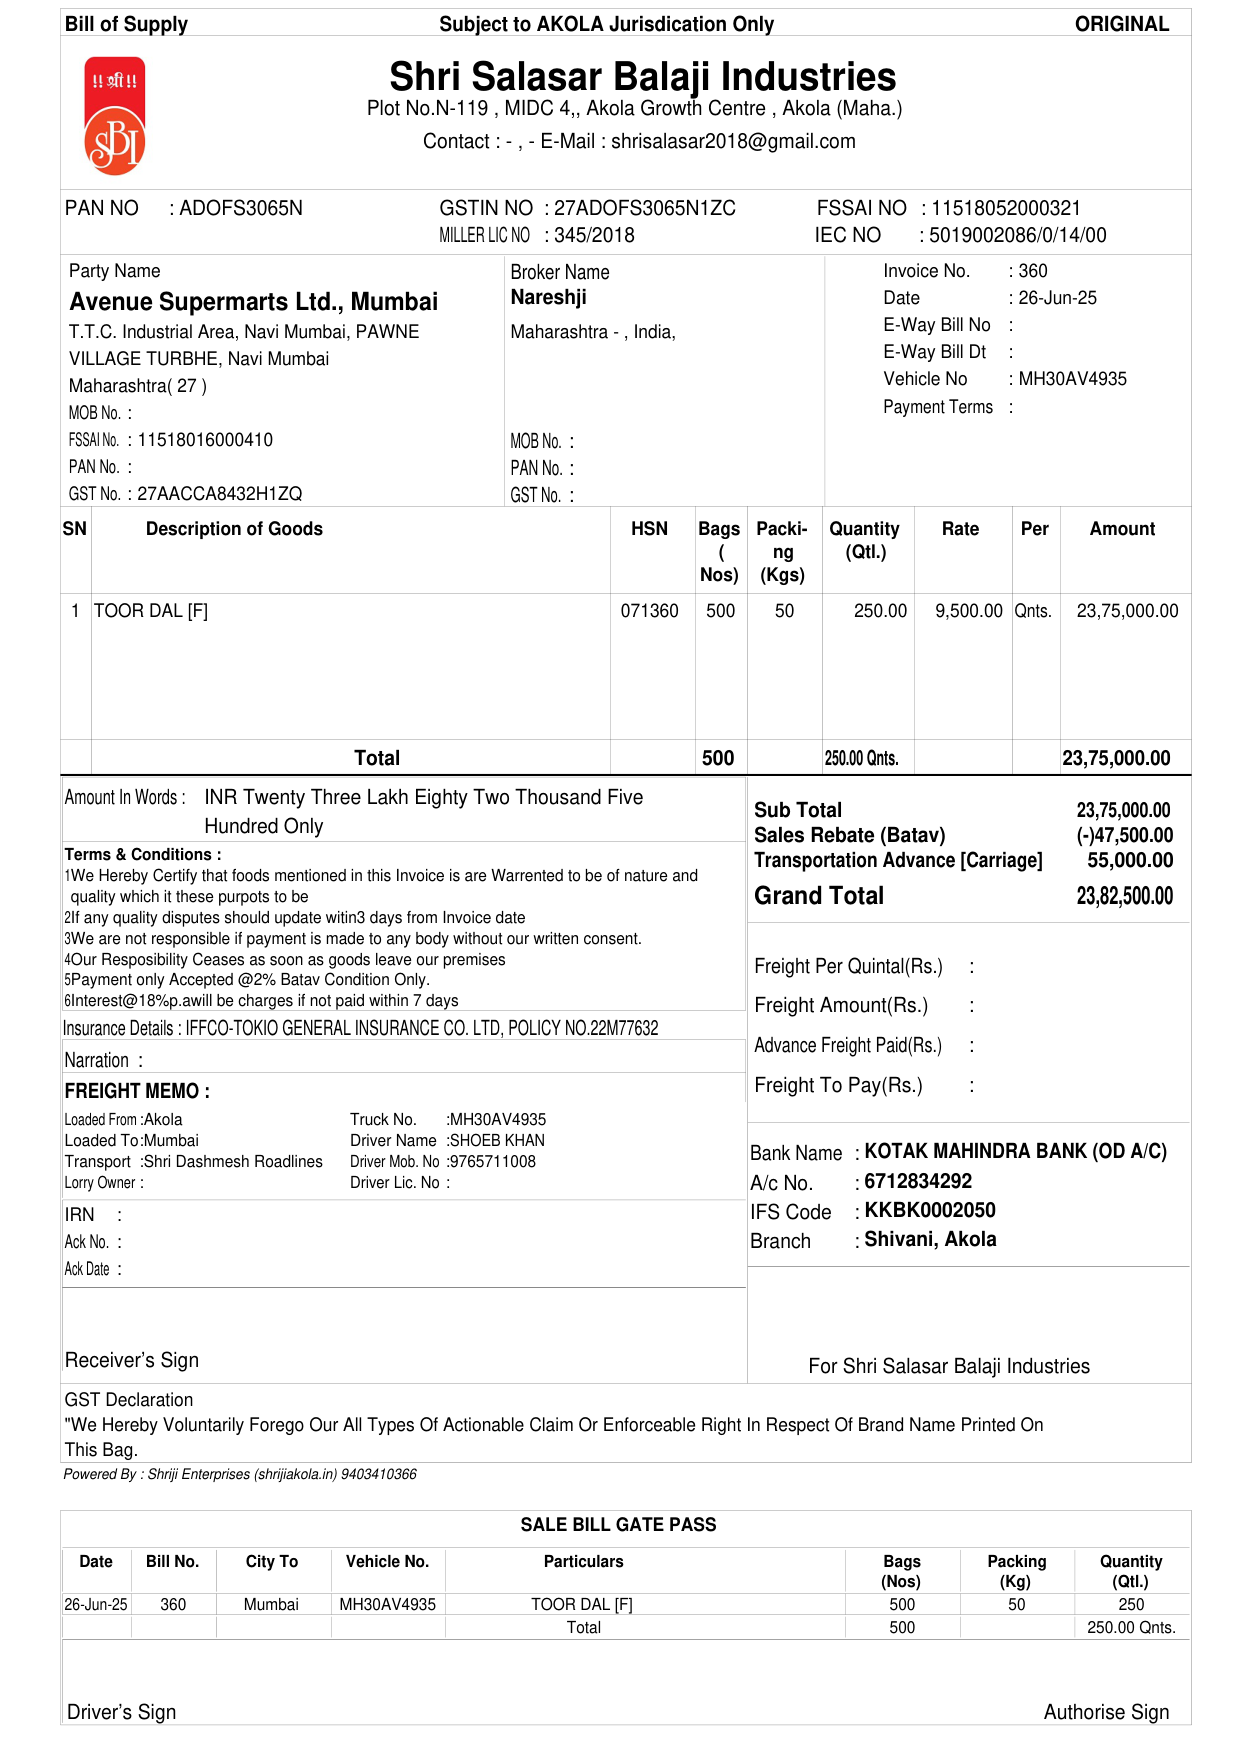 Bill of Supply Subject to AKOLA Jurisdication Only ORIGINAL
!! श्री !!
SBI
Shri Salasar Balaji Industries
Plot No.N-119 , MIDC 4,, Akola Growth Centre , Akola (Maha.)
Contact : - , - E-Mail : shrisalasar2018@gmail.com
PAN NO : ADOFS3065N GSTIN NO : 27ADOFS3065N1ZC FSSAI NO : 11518052000321
MILLER LIC NO : 345/2018 IEC NO : 5019002086/0/14/00
Party Name Broker Name Invoice No. : 360
Avenue Supermarts Ltd., Mumbai Nareshji Date : 26-Jun-25
T.T.C. Industrial Area, Navi Mumbai, PAWNE Maharashtra - , India, E-Way Bill No :
VILLAGE TURBHE, Navi Mumbai E-Way Bill Dt :
Maharashtra( 27 ) Vehicle No : MH30AV4935
MOB No. : Payment Terms :
FSSAI No. : 11518016000410 MOB No. :
PAN No. : PAN No. :
GST No. : 27AACCA8432H1ZQ GST No. :
SN Description of Goods HSN Bags Packi- Quantity Rate Per Amount
( ng (Qtl.)
Nos) (Kgs)
1 TOOR DAL [F] 071360 500 50 250.00 9,500.00 Qnts. 23,75,000.00
Total 500 250.00 Qnts. 23,75,000.00
Amount In Words : INR Twenty Three Lakh Eighty Two Thousand Five
Hundred Only
Sub Total 23,75,000.00
Sales Rebate (Batav) (-)47,500.00
Transportation Advance [Carriage] 55,000.00
Grand Total 23,82,500.00
Terms & Conditions :
1We Hereby Certify that foods mentioned in this Invoice is are Warrented to be of nature and
quality which it these purpots to be
2If any quality disputes should update witin3 days from Invoice date
3We are not responsible if payment is made to any body without our written consent.
4Our Resposibility Ceases as soon as goods leave our premises
5Payment only Accepted @2% Batav Condition Only.
6Interest@18%p.awill be charges if not paid within 7 days
Freight Per Quintal(Rs.) :
Freight Amount(Rs.) :
Advance Freight Paid(Rs.) :
Freight To Pay(Rs.) :
Insurance Details : IFFCO-TOKIO GENERAL INSURANCE CO. LTD, POLICY NO.22M77632
Narration :
FREIGHT MEMO :
Loaded From :Akola Truck No. :MH30AV4935
Loaded To :Mumbai Driver Name :SHOEB KHAN
Transport :Shri Dashmesh Roadlines Driver Mob. No :9765711008
Lorry Owner : Driver Lic. No :
Bank Name : KOTAK MAHINDRA BANK (OD A/C)
A/c No. : 6712834292
IFS Code : KKBK0002050
Branch : Shivani, Akola
IRN :
Ack No. :
Ack Date :
Receiver's Sign For Shri Salasar Balaji Industries
GST Declaration
"We Hereby Voluntarily Forego Our All Types Of Actionable Claim Or Enforceable Right In Respect Of Brand Name Printed On
This Bag.
Powered By : Shriji Enterprises (shrijiakola.in) 9403410366
SALE BILL GATE PASS
Date Bill No. City To Vehicle No. Particulars Bags Packing Quantity
(Nos) (Kg) (Qtl.)
26-Jun-25 360 Mumbai MH30AV4935 TOOR DAL [F] 500 50 250
Total 500 250.00 Qnts.
Driver's Sign Authorise Sign